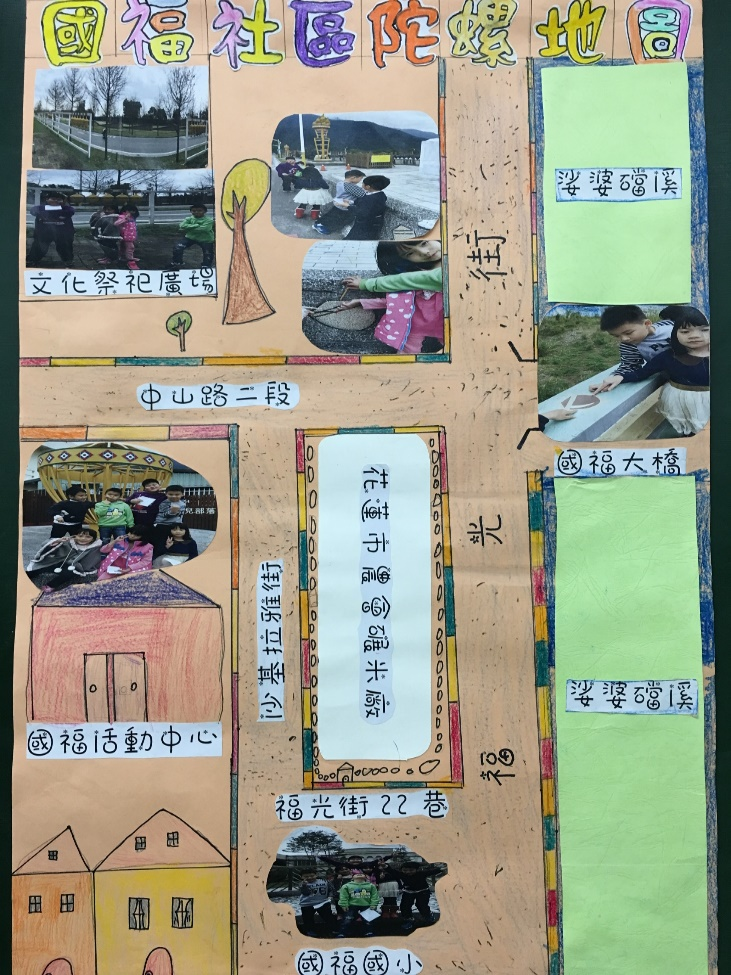 國福社區陀螺地圖
娑婆礑溪
文化祭祀廣場
中山路二段
國福大橋
福光街
花蓮市農會碾米廠
沙基拉雅街
兒部落
娑婆礑溪
國福活動中心
福光街22巷
國福國小